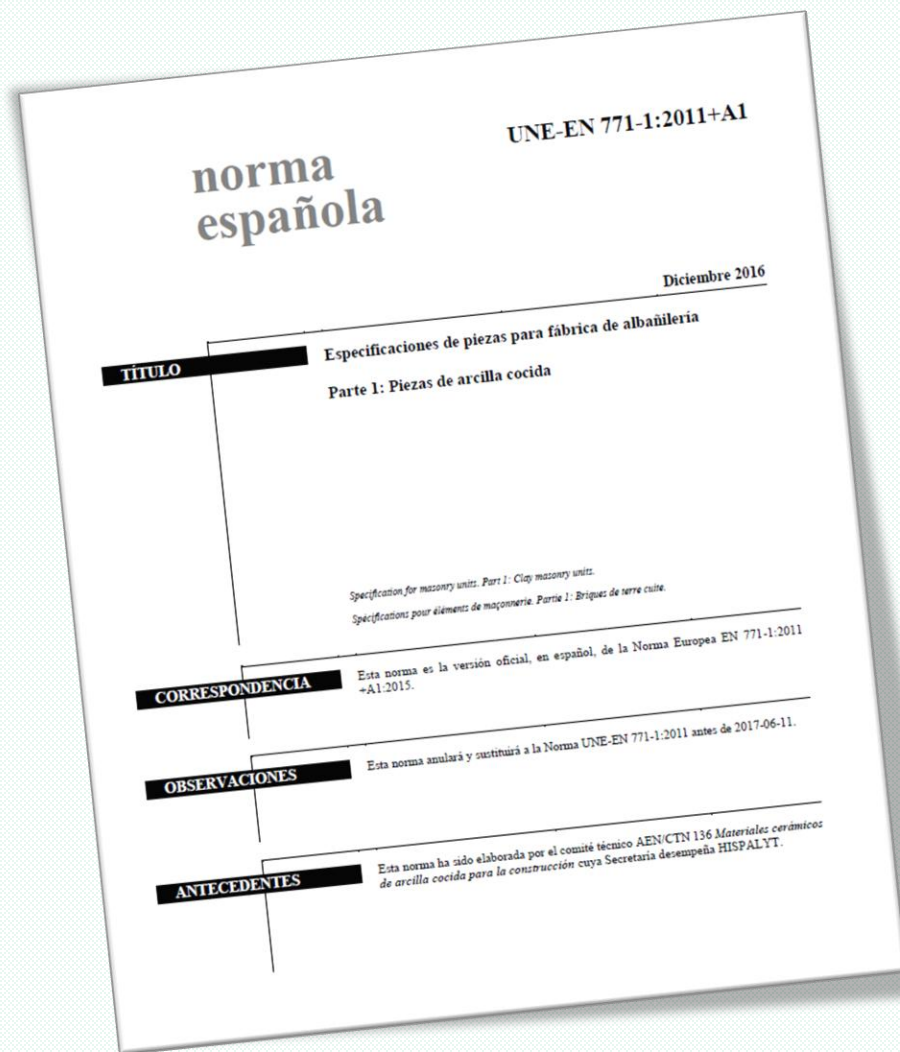 UNE-EN 771-1:2011+A1
norma
española
Diciembre 2016
TÍTULO
Especificaciones de piezas para fábrica de albañilería
Parte 1: Piezas de arcilla cocida
Specification for masonry units. Part 1: Clay masonry units.
Spécifications pour éléments de maçonnerie. Partie 1: Briques de terre cuite.
CORRESPONDENCIA
Esta norma es la versión oficial, en español, de la Norma Europea EN 771-1:2011
+A1:2015.
OBSERVACIONES
Esta norma anulará y sustituirá a la Norma UNE-EN 771-1:2011 antes de 2017-06-11.
ANTECEDENTES
Esta norma ha sido elaborada por el comité técnico AEN/CTN 136 Materiales cerámicos
de arcilla cocida para la construcción cuya Secretaría desempeña HISPALYT.